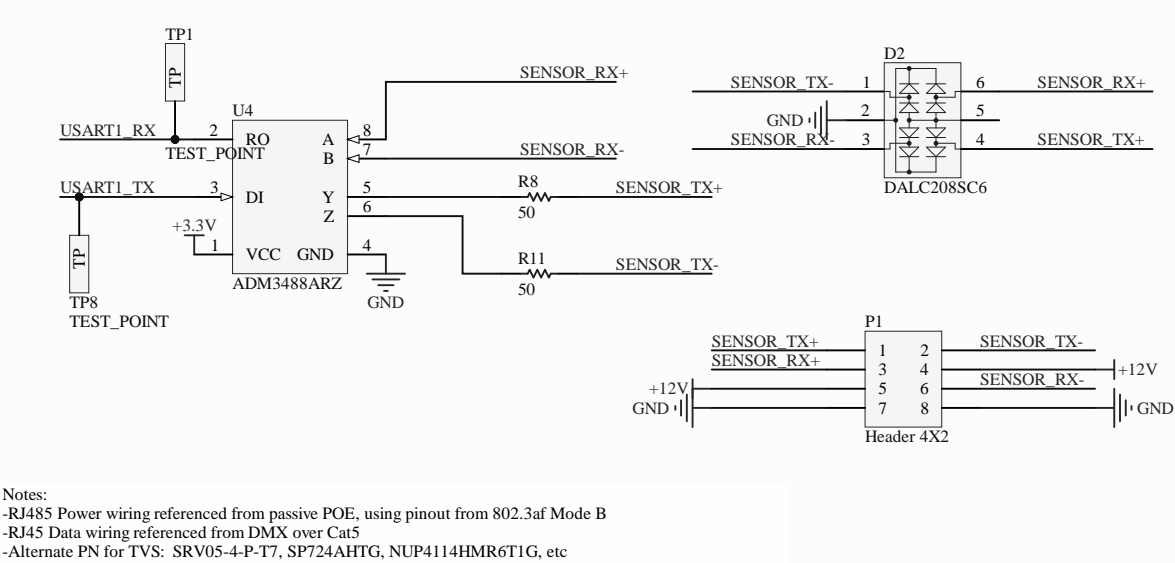 TP1
TP
U4
USART1_RX
2
RO
TEST_POINT
A
8
SENSOR_RX+
B
7
SENSOR_RX-
USART1_TX
3
DI
Y
5
R8
50
SENSOR_TX+
Z
6
+3.3V
1
VCC
GND
4
R11
50
SENSOR_TX-
ADM3488ARZ
GND
TP
TP8
TEST_POINT
D2
SENSOR_TX-
1
6
SENSOR_RX+
GND
2
5
SENSOR_RX-
3
4
SENSOR_TX+
DALC208SC6
P1
SENSOR_TX+
1
2
SENSOR_TX-
SENSOR_RX+
3
4
+12V
+12V
5
6
SENSOR_RX-
GND
7
8
GND
Header 4X2
Notes:
-RJ485 Power wiring referenced from passive POE, using pinout from 802.3af Mode B
-RJ45 Data wiring referenced from DMX over Cat5
-Alternate PN for TVS:  SRV05-4-P-T7, SP724AHTG, NUP4114HMR6T1G, etc